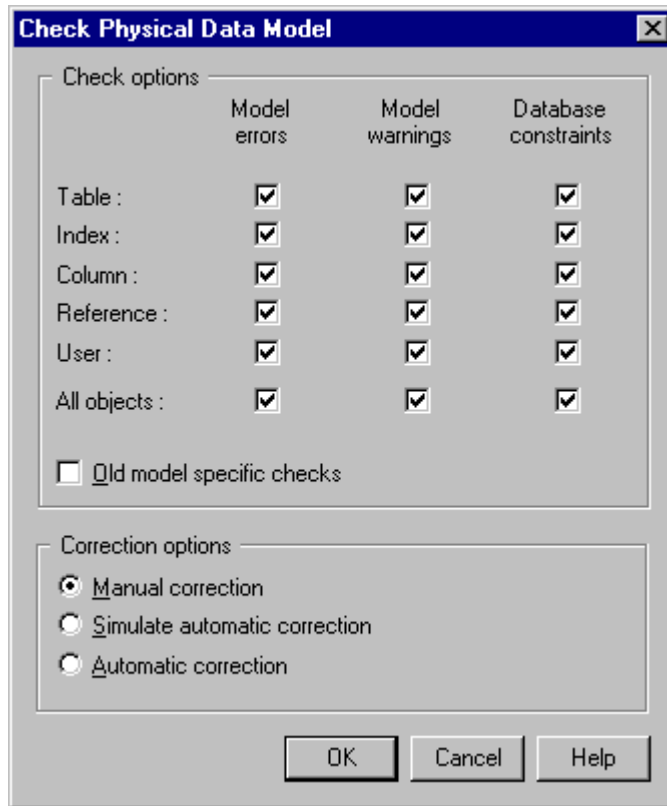 Check Physical Data Model
Check options
Model errors
Model warnings
Database constraints
Table :
Index :
Column :
Reference :
User :
All objects :
Old model specific checks
Correction options
Manual correction
Simulate automatic correction
Automatic correction
OK Cancel Help